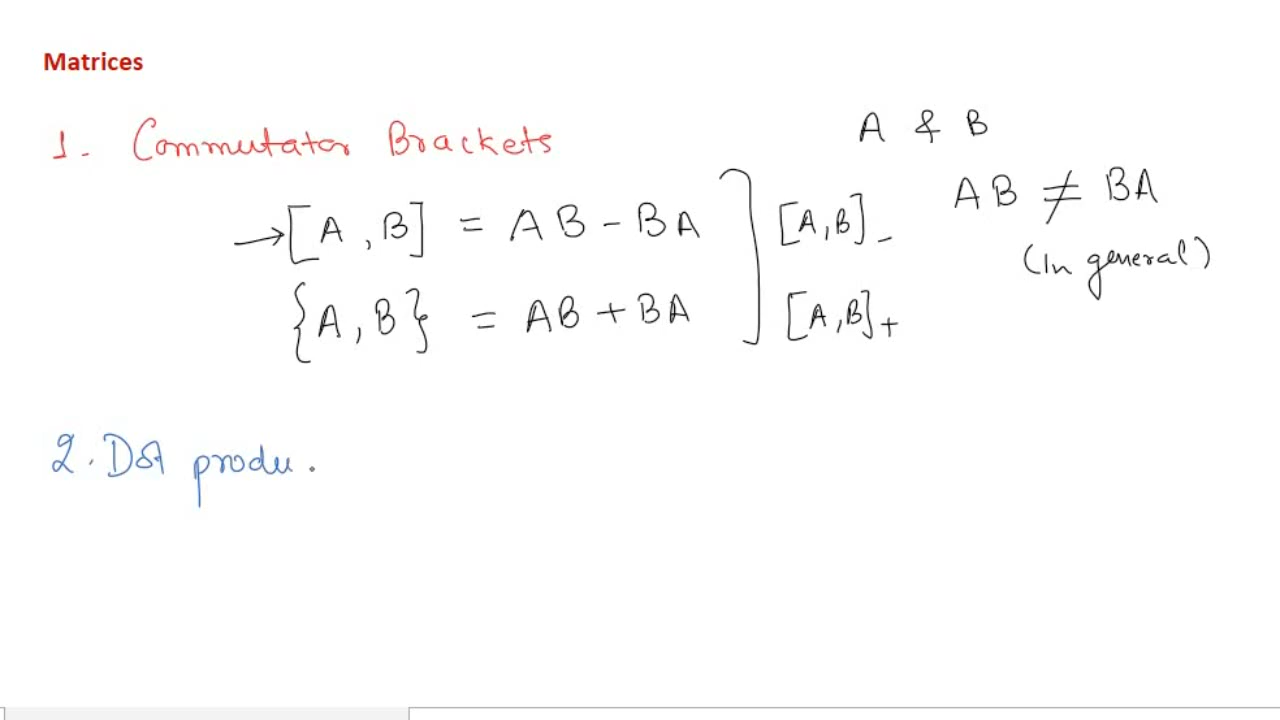 Matrices
1. Commutator Brackets
A & B
AB ≠ BA
(In general)
→ [A, B] = AB - BA
[A,B]₋
{A, B} = AB + BA
[A,B]₊
2. Dot produ.